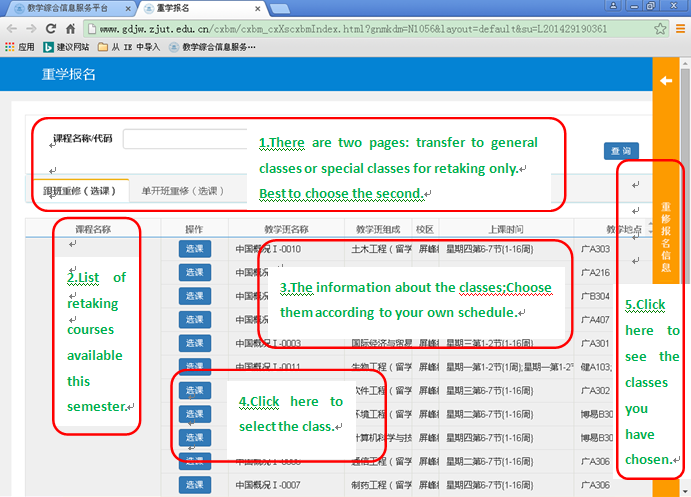 教学综合信息服务平台
重学报名
www.gdjw.zjut.edu.cn/cxbm/cxbm_cxXscxbmIndex.html?gnmkdm=N1056&layout=default&su=L201429190361
应用 建议网站 从 IE 中导入 教学综合信息服务…
重学报名
课程名称/代码
查 询
1.There are two pages: transfer to general
classes or special classes for retaking only.
Best to choose the second.
跟班重修（选课） 单开班重修（选课）
课程名称 操作 教学班名称 教学班组成 校区 上课时间 教学地点
选课 中国概况Ⅰ-0010 土木工程（留学 屏峰 星期四第6-7节{1-16周} 广A303
选课 中国概 广A216
选课 中国概 广B304
选课 中国概 广A407
选课 中国概况Ⅰ-0003 国际经济与贸易 屏峰 星期三第6-7节{1-16周} 广A301
选课 中国概况Ⅰ-0011 生物工程（留学 屏峰 星期一第1-2节{1周};星期一第1-2节 健A103;
选课 软件工程（留学 屏峰 星期三第6-7节{1-16周} 广A302
选课 环境工程（留学 屏峰 星期二第6-7节{1-16周} 博易B30
选课 计算机科学与技 屏峰 星期四第6-7节{1-16周} 博易B30
选课 通信工程（留学 屏峰 星期二第6-7节{1-16周} 广A306
选课 中国概况Ⅰ-0007 制药工程（留学 屏峰 星期四第6-7节{1-16周} 广A306
2.List of
retaking
courses
available
this
semester.
3.The information about the classes;Choose
them according to your own schedule.
4.Click here to
select the class.
重修报名信息
5.Click
here to
see the
classes
you
have
chosen.